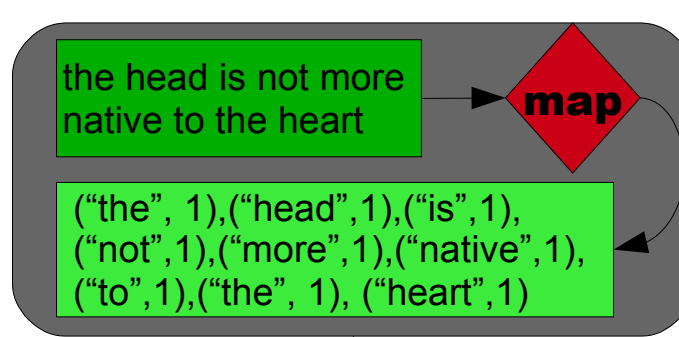 the head is not more
native to the heart
map
(“the”, 1),(“head”,1),(“is”,1),
(“not”,1),(“more”,1),(“native”,1),
(“to”,1),(“the”, 1), (“heart”,1)